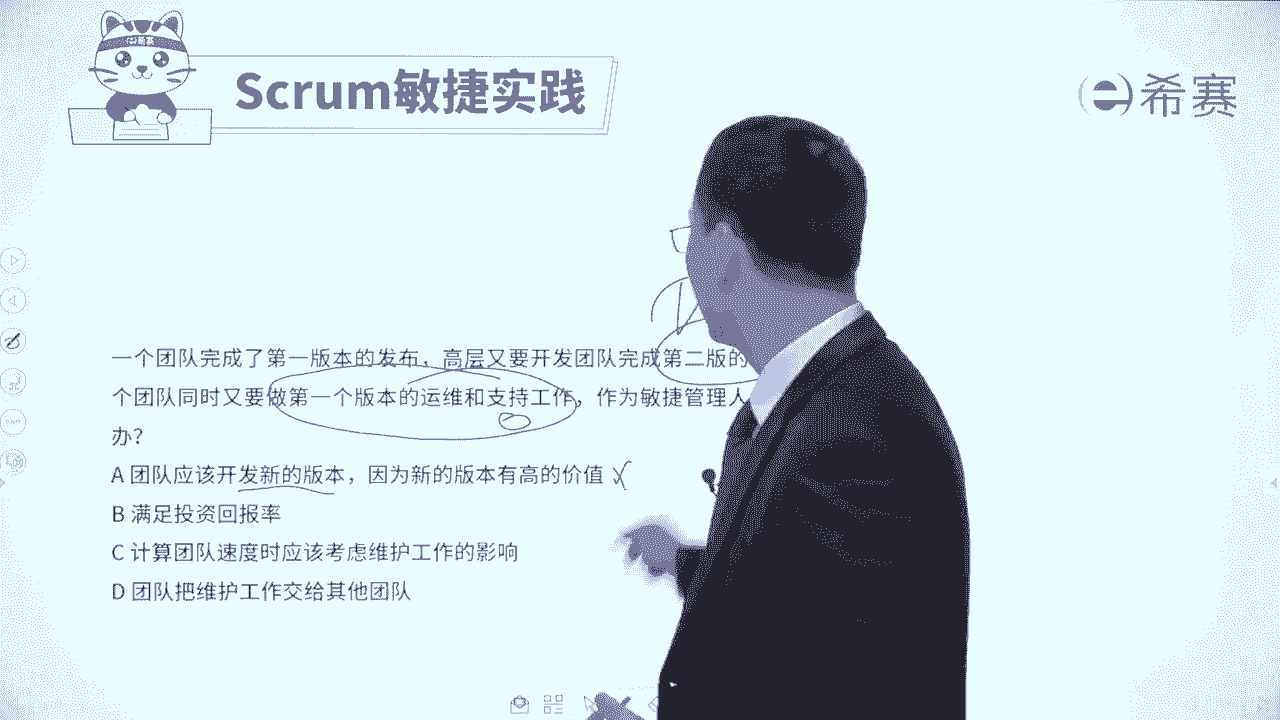 Scrum敏捷实践
希赛
一个团队完成了第一版本的发布，高层又要开发团队完成第二版的
个团队同时又要做第一个版本的运维和支持工作，作为敏捷管理人
办？
A 团队应该开发新的版本，因为新的版本有高的价值
B 满足投资回报率
C 计算团队速度时应该考虑维护工作的影响
D 团队把维护工作交给其他团队